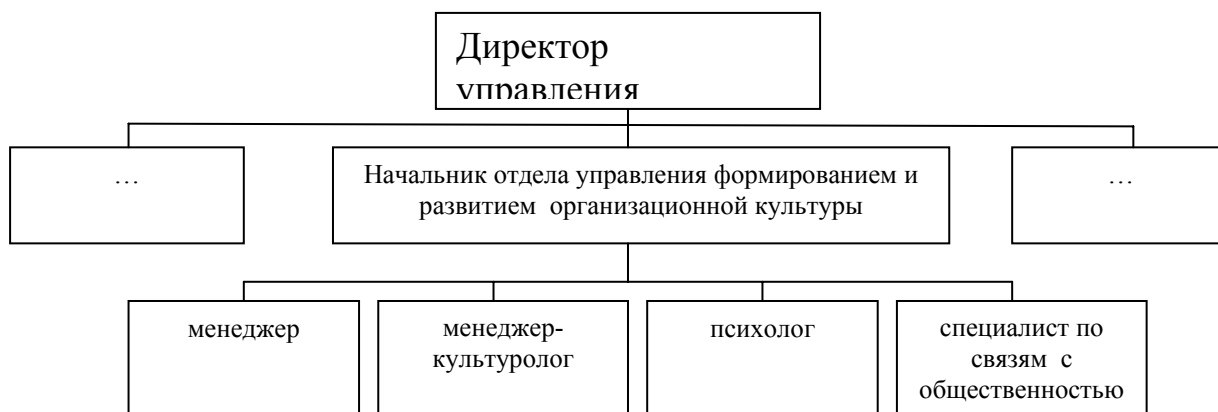 Директор
управления
…
Начальник отдела управления формированием и
развитием организационной культуры
…
менеджер
менеджер-
культуролог
психолог
специалист по
связям с
общественностью